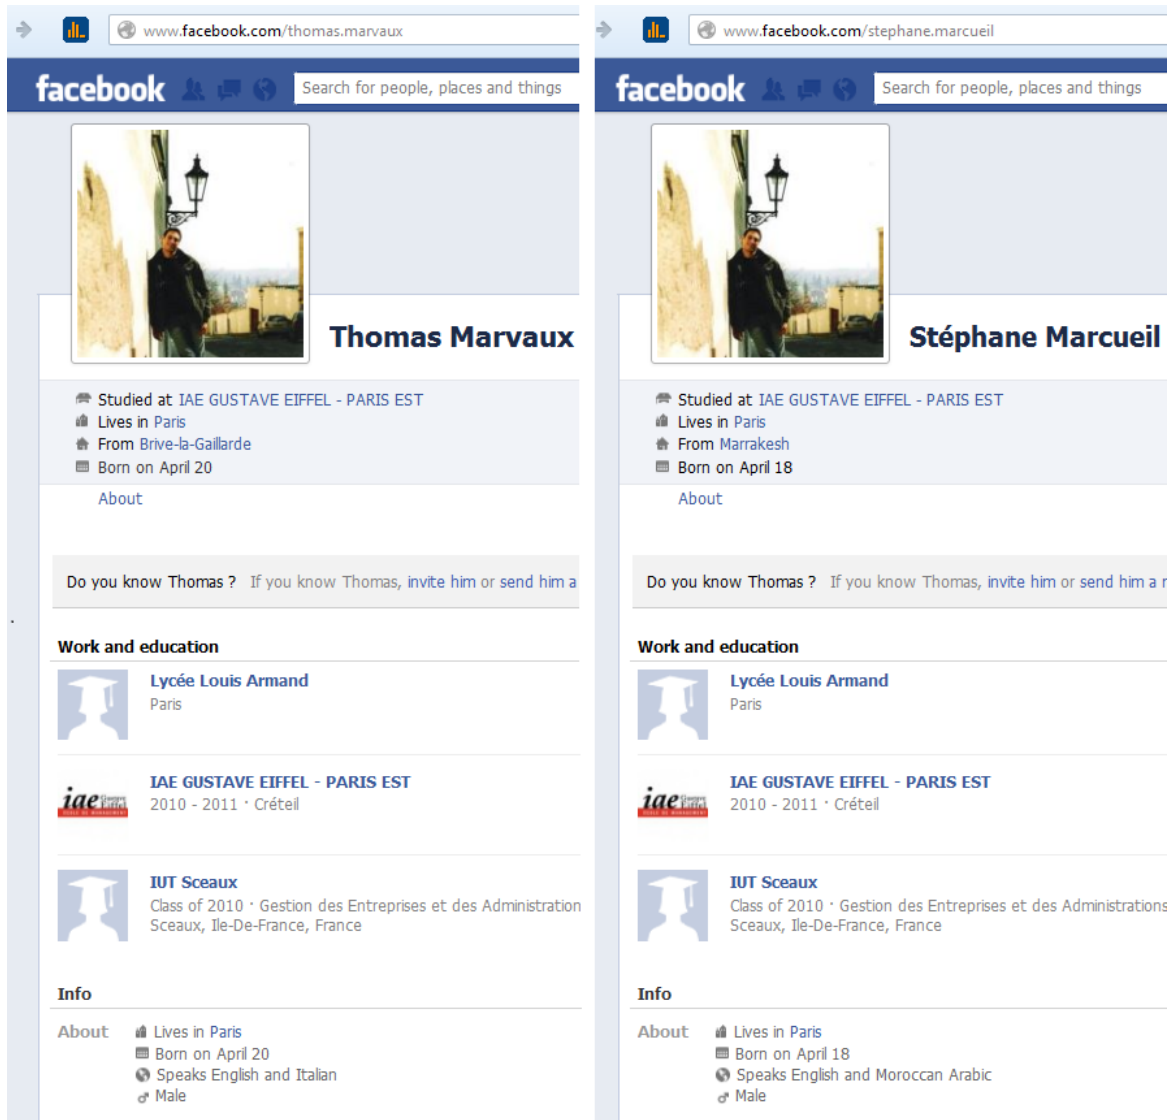 www.facebook.com/thomas.marvaux
facebook
Search for people, places and things
Thomas Marvaux
Studied at IAE GUSTAVE EIFFEL - PARIS EST
Lives in Paris
From Brive-la-Gaillarde
Born on April 20
About
Do you know Thomas ? If you know Thomas, invite him or send him a
Work and education
Lycée Louis Armand
Paris
iae
IAE GUSTAVE EIFFEL - PARIS EST
2010 - 2011 · Créteil
IUT Sceaux
Class of 2010 · Gestion des Entreprises et des Administration
Sceaux, Ile-De-France, France
Info
About
Lives in Paris
Born on April 20
Speaks English and Italian
Male
www.facebook.com/stephane.marcueil
facebook
Search for people, places and things
Stéphane Marcueil
Studied at IAE GUSTAVE EIFFEL - PARIS EST
Lives in Paris
From Marrakesh
Born on April 18
About
Do you know Thomas ? If you know Thomas, invite him or send him a
Work and education
Lycée Louis Armand
Paris
iae
IAE GUSTAVE EIFFEL - PARIS EST
2010 - 2011 · Créteil
IUT Sceaux
Class of 2010 · Gestion des Entreprises et des Administrations
Sceaux, Ile-De-France, France
Info
About
Lives in Paris
Born on April 18
Speaks English and Moroccan Arabic
Male